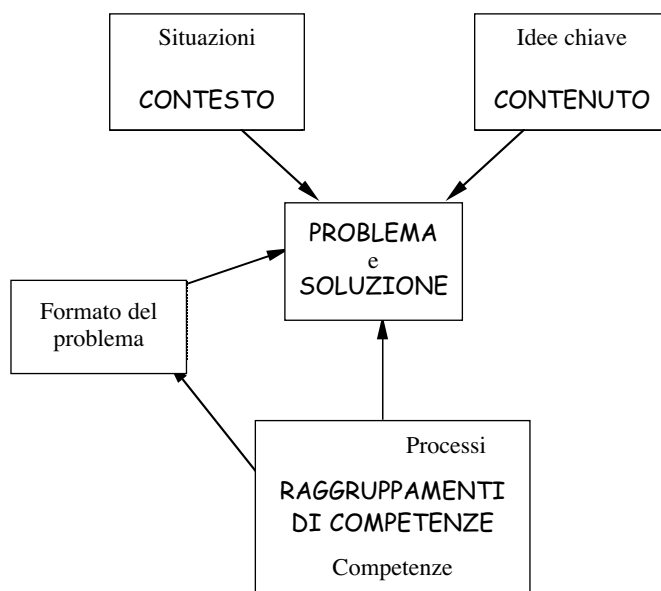 Situazioni
CONTESTO
Idee chiave
CONTENUTO
PROBLEMA
e
SOLUZIONE
Formato del
problema
Processi
RAGGRUPPAMENTI
DI COMPETENZE
Competenze